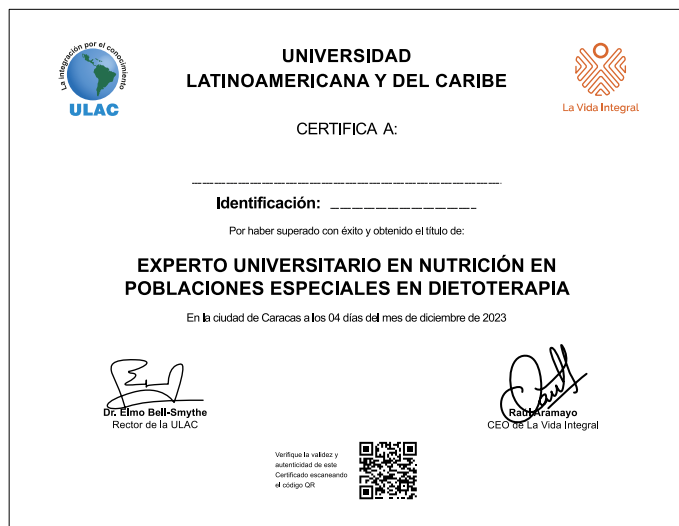 La integración por el conocimiento
ULAC
UNIVERSIDAD
LATINOAMERICANA Y DEL CARIBE
La Vida Integral
CERTIFICA A:
Identificación:
Por haber superado con éxito y obtenido el título de:
EXPERTO UNIVERSITARIO EN NUTRICIÓN EN
POBLACIONES ESPECIALES EN DIETOTERAPIA
En la ciudad de Caracas a los 04 días del mes de diciembre de 2023
Dr. Elmo Bell-Smythe
Rector de la ULAC
Raúl Aramayo
CEO de La Vida Integral
Verifique la validez y
autenticidad de este
Certificado escaneando
el código QR